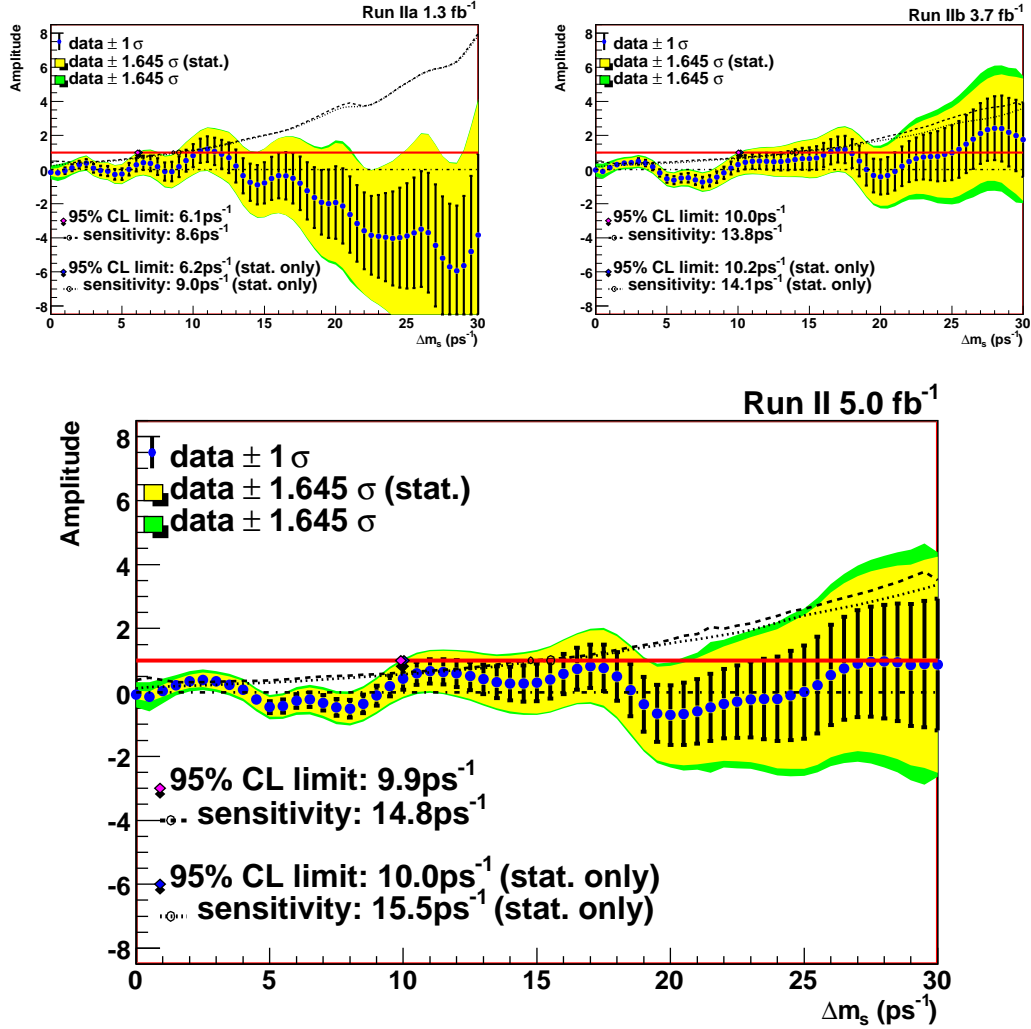 Run IIa 1.3 fb⁻¹
Amplitude
8
6
4
2
0
-2
-4
-6
-8
data ± 1 σ
data ± 1.645 σ (stat.)
data ± 1.645 σ
95% CL limit: 6.1ps⁻¹
sensitivity: 8.6ps⁻¹
95% CL limit: 6.2ps⁻¹ (stat. only)
sensitivity: 9.0ps⁻¹ (stat. only)
0 5 10 15 20 25 30
Δmₛ (ps⁻¹)
Run IIb 3.7 fb⁻¹
Amplitude
8
6
4
2
0
-2
-4
-6
-8
data ± 1 σ
data ± 1.645 σ (stat.)
data ± 1.645 σ
95% CL limit: 10.0ps⁻¹
sensitivity: 13.8ps⁻¹
95% CL limit: 10.2ps⁻¹ (stat. only)
sensitivity: 14.1ps⁻¹ (stat. only)
0 5 10 15 20 25 30
Δmₛ (ps⁻¹)
Run II 5.0 fb⁻¹
Amplitude
8
6
4
2
0
-2
-4
-6
-8
data ± 1 σ
data ± 1.645 σ (stat.)
data ± 1.645 σ
95% CL limit: 9.9ps⁻¹
sensitivity: 14.8ps⁻¹
95% CL limit: 10.0ps⁻¹ (stat. only)
sensitivity: 15.5ps⁻¹ (stat. only)
0 5 10 15 20 25 30
Δmₛ (ps⁻¹)